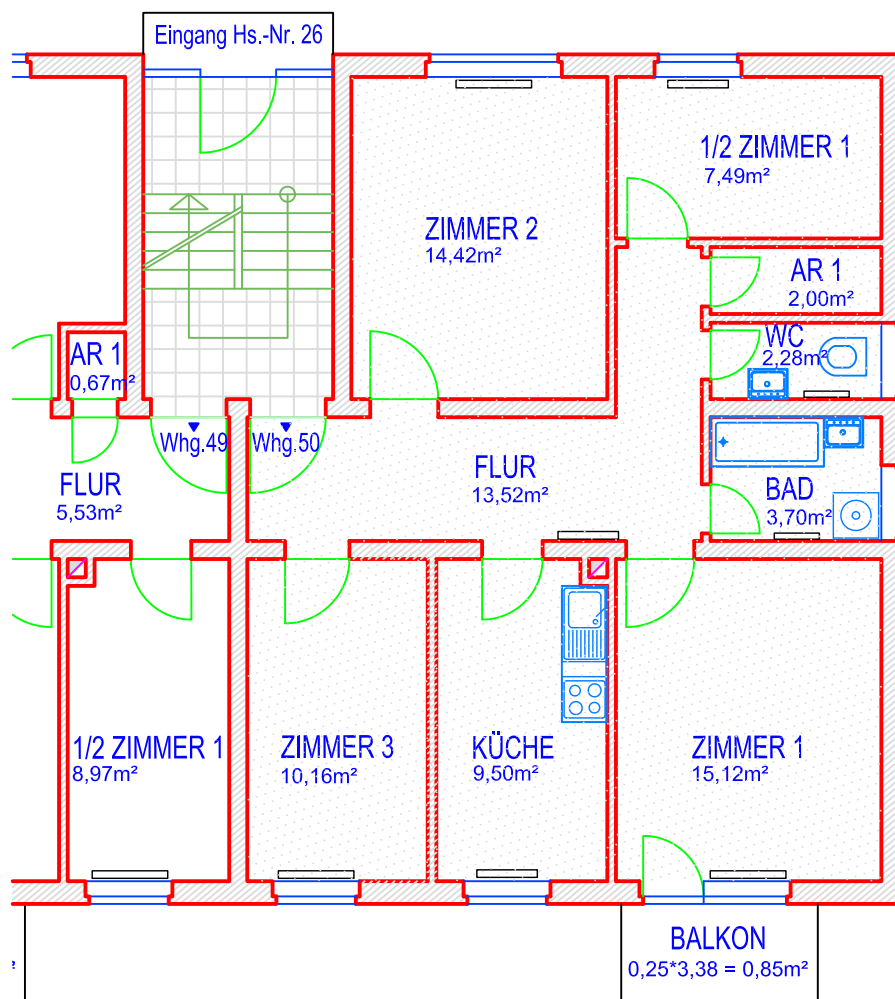 Eingang Hs.-Nr. 26
1/2 ZIMMER 1
7,49m²
ZIMMER 2
14,42m²
AR 1
2,00m²
WC
2,28m²
AR 1
0,67m²
Whg.49
Whg.50
FLUR
5,53m²
FLUR
13,52m²
BAD
3,70m²
1/2 ZIMMER 1
8,97m²
ZIMMER 3
10,16m²
KÜCHE
9,50m²
ZIMMER 1
15,12m²
BALKON
0,25*3,38 = 0,85m²